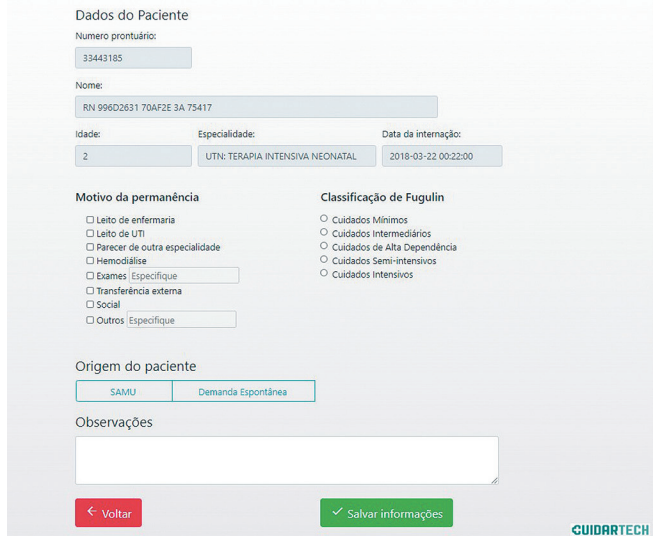 Dados do Paciente
Numero prontuário:
33443185
Nome:
RN 996D2631 70AF2E 3A 75417
Idade:
Especialidade:
Data da internação:
2
UTN: TERAPIA INTENSIVA NEONATAL
2018-03-22 00:22:00
Motivo da permanência
Leito de enfermaria
Leito de UTI
Parecer de outra especialidade
Hemodiálise
Exames Especifique
Transferência externa
Social
Outros Especifique
Classificação de Fugulin
Cuidados Mínimos
Cuidados Intermediários
Cuidados de Alta Dependência
Cuidados Semi-intensivos
Cuidados Intensivos
Origem do paciente
SAMU
Demanda Espontânea
Observações
Voltar
Salvar informações
CUIDARTECH